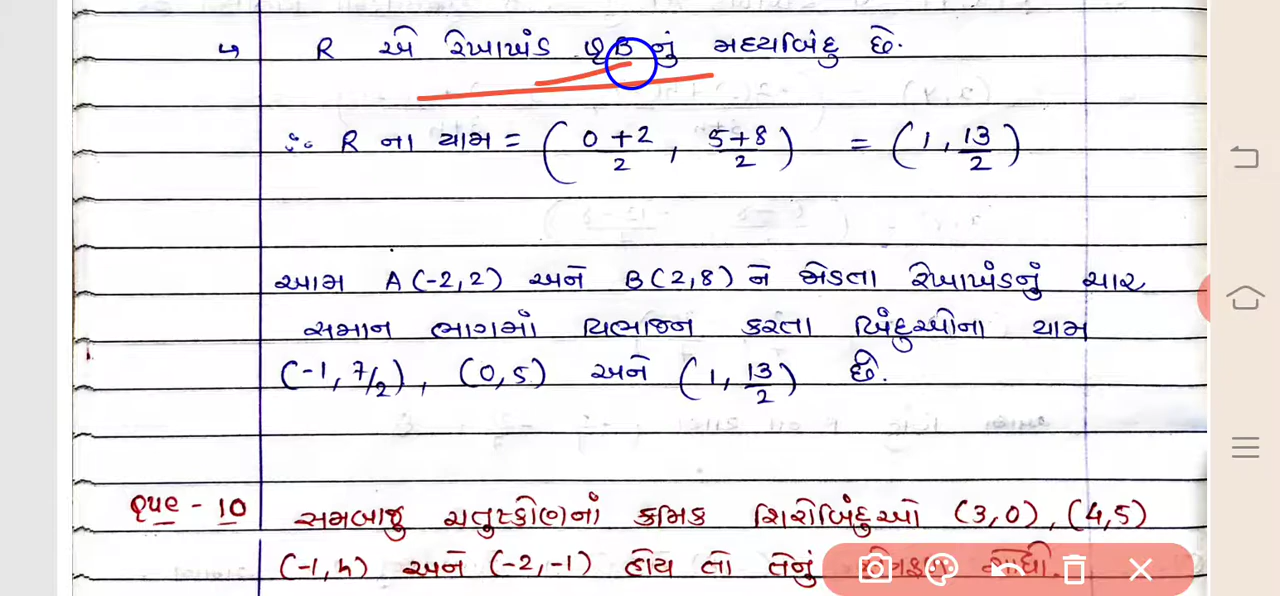 → R એ રેખાખંડ QB નું મધ્યબિંદુ છે.
∴ R ના યામ = ( 0+2/2 , 5+8/2 ) = ( 1 , 13/2 )
આમ A (-2, 2) અને B (2, 8) ને જોડતા રેખાખંડનું ચાર
સમાન ભાગમાં વિભાજન કરતા બિંદુઓના યામ
(-1, 7/2), (0, 5) અને (1, 13/2) છે.
Que - 10 સમબાજુ ચતુષ્કોણનાં ક્રમિક શિરોબિંદુઓ (3, 0), (4, 5)
(-1, 4) અને (-2, -1) હોય તો તેનું શોધો.